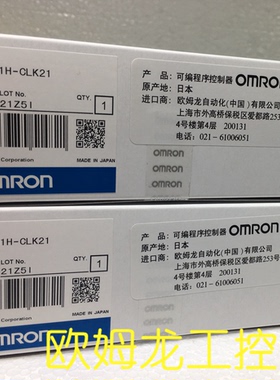 1H-CLK21
LOT No.
21Z5I
QTY.
1
Corporation
MADE IN JAPAN
RON
产品：可编程序控制器
OMRON
原产地：日本
进口商：欧姆龙自动化(中国)有限公司
上海市外高桥保税区爱都路253
4号楼第4层 200131
电话：021-61006051
OMRON
1H-CLK21
LOT No.
21Z5I
QTY.
1
Corporation
MADE IN JAPAN
RON
产品：可编程序控制器
OMRON
原产地：日本
进口商：欧姆龙自动化(中国)有限公司
上海市外高桥保税区爱都路253号
4号楼第4层 200131
电话：021-61006051
欧姆龙工控